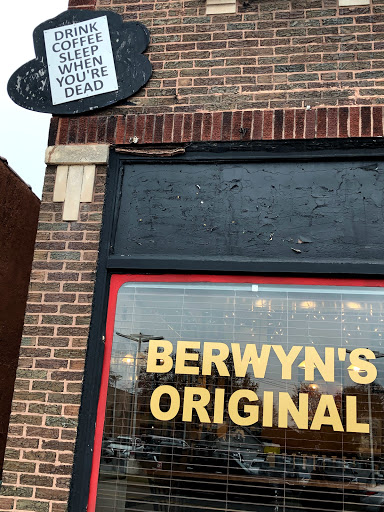 DRINK
COFFEE
SLEEP
WHEN
YOU'RE
DEAD
BERWYN'S
ORIGINAL